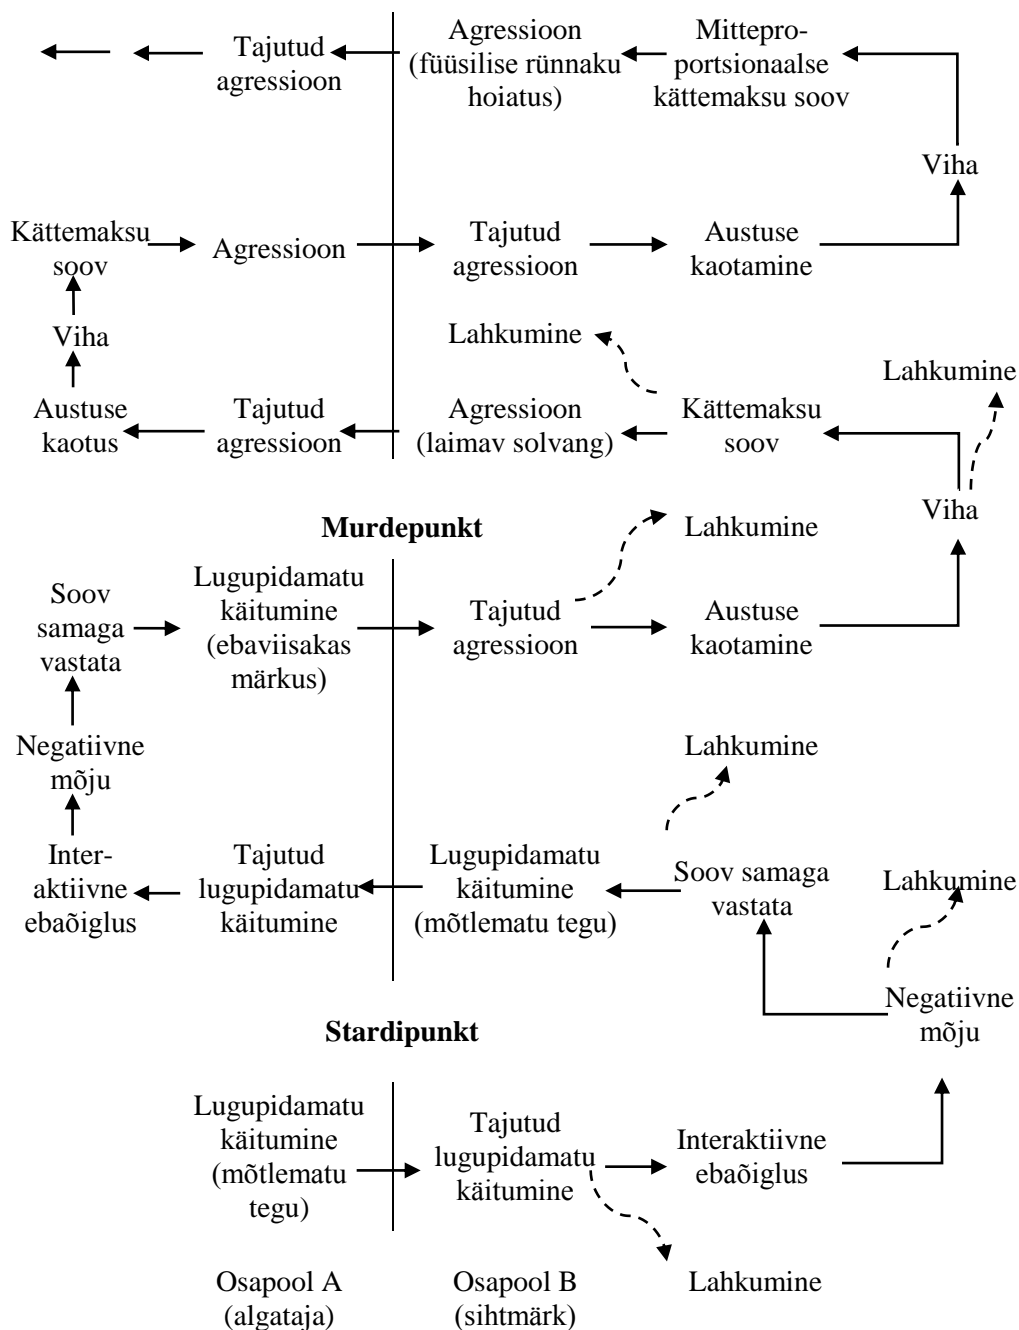 Tajutud
agressioon
Agressioon
(füüsilise rünnaku
hoiatus)
Mittepro-
portsionaalse
kättemaksu soov
Viha
Kättemaksu
soov
Agressioon
Tajutud
agressioon
Austuse
kaotamine
Viha
Lahkumine
Lahkumine
Austuse
kaotus
Tajutud
agressioon
Agressioon
(laimav solvang)
Kättemaksu
soov
Viha
Murdepunkt
Lahkumine
Soov
samaga
vastata
Lugupidamatu
käitumine
(ebaviisakas
märkus)
Tajutud
agressioon
Austuse
kaotamine
Negatiivne
mõju
Lahkumine
Inter-
aktiivne
ebaõiglus
Tajutud
lugupidamatu
käitumine
Lugupidamatu
käitumine
(mõtlematu tegu)
Soov samaga
vastata
Lahkumine
Negatiivne
mõju
Stardipunkt
Lugupidamatu
käitumine
(mõtlematu
tegu)
Tajutud
lugupidamatu
käitumine
Interaktiivne
ebaõiglus
Osapool A
(algataja)
Osapool B
(sihtmärk)
Lahkumine